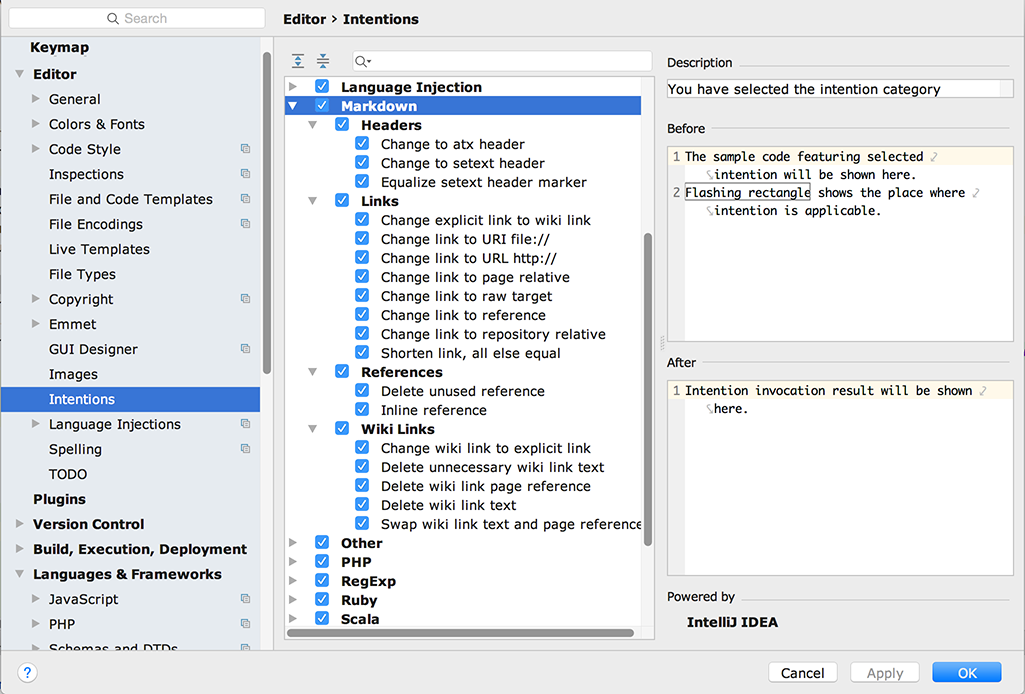 Search
Keymap
Editor
General
Colors & Fonts
Code Style
Inspections
File and Code Templates
File Encodings
Live Templates
File Types
Copyright
Emmet
GUI Designer
Images
Intentions
Language Injections
Spelling
TODO
Plugins
Version Control
Build, Execution, Deployment
Languages & Frameworks
JavaScript
PHP
Schemas and DTDs
Editor › Intentions
Language Injection
Markdown
Headers
Change to atx header
Change to setext header
Equalize setext header marker
Links
Change explicit link to wiki link
Change link to URI file://
Change link to URL http://
Change link to page relative
Change link to raw target
Change link to reference
Change link to repository relative
Shorten link, all else equal
References
Delete unused reference
Inline reference
Wiki Links
Change wiki link to explicit link
Delete unnecessary wiki link text
Delete wiki link page reference
Delete wiki link text
Swap wiki link text and page reference
Other
PHP
RegExp
Ruby
Scala
Description
You have selected the intention category
Before
1 The sample code featuring selected
intention will be shown here.
2 Flashing rectangle shows the place where
intention is applicable.
After
1 Intention invocation result will be shown
here.
Powered by
IntelliJ IDEA
?
Cancel
Apply
OK